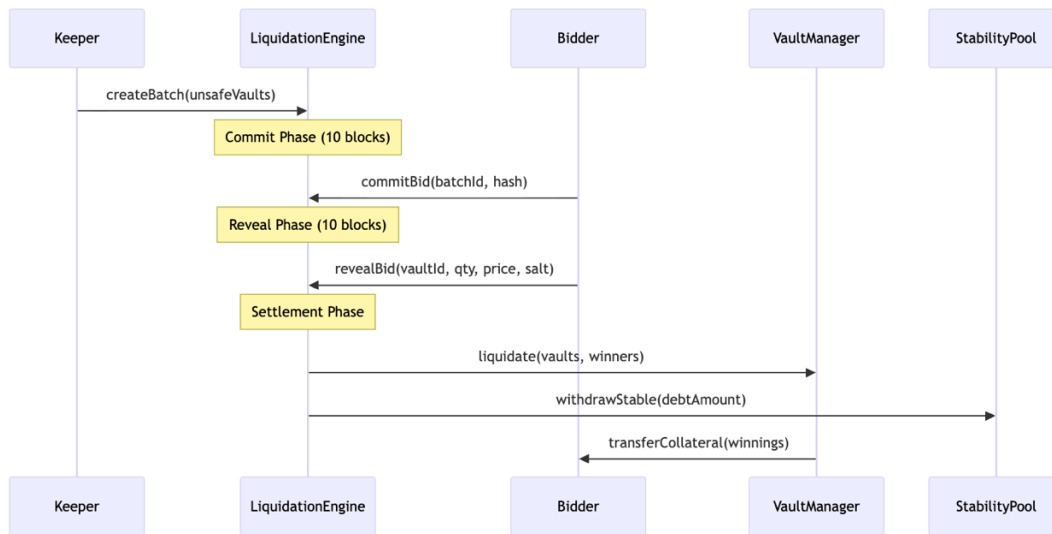 Keeper
LiquidationEngine
Bidder
VaultManager
StabilityPool
createBatch(unsafeVaults)
Commit Phase (10 blocks)
commitBid(batchId, hash)
Reveal Phase (10 blocks)
revealBid(vaultId, qty, price, salt)
Settlement Phase
liquidate(vaults, winners)
withdrawStable(debtAmount)
transferCollateral(winnings)
Keeper
LiquidationEngine
Bidder
VaultManager
StabilityPool